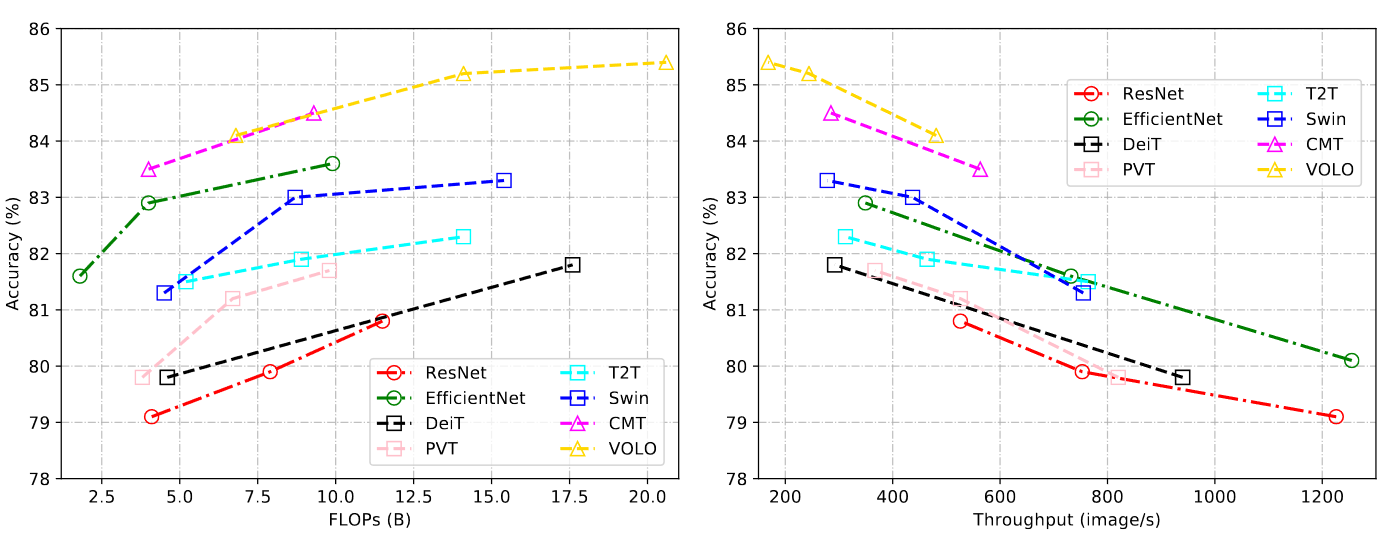 86
85
84
83
82
81
80
79
78
Accuracy (%)
2.5 5.0 7.5 10.0 12.5 15.0 17.5 20.0
FLOPs (B)
ResNet T2T
EfficientNet Swin
DeiT CMT
PVT VOLO
86
85
84
83
82
81
80
79
78
Accuracy (%)
200 400 600 800 1000 1200
Throughput (image/s)
ResNet T2T
EfficientNet Swin
DeiT CMT
PVT VOLO